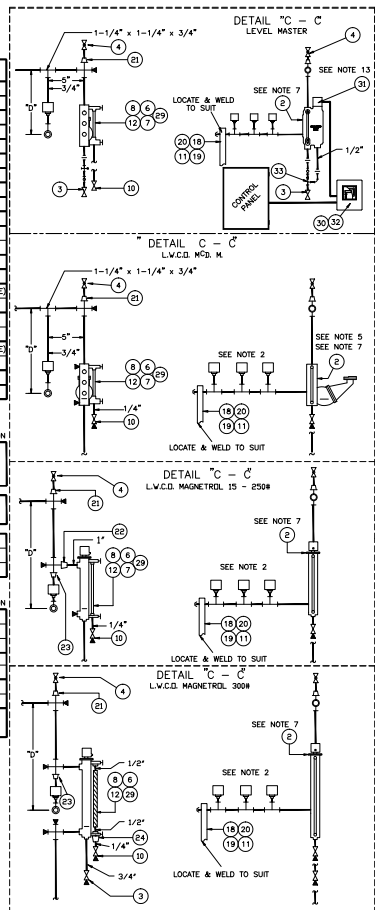 DETAIL "C - C"
LEVEL MASTER
1-1/4" x 1-1/4" x 3/4"
4
21
"D"
5"
3/4"
8 6
12 7 29
3
10
4
SEE NOTE 13
31
SEE NOTE 7
2
LOCATE & WELD
TO SUIT
20 18
11 19
1/2"
33
3
CONTROL
PANEL
30 32
" DETAIL C - C"
L.W.C.O. McD. M.
1-1/4" x 1-1/4" x 3/4"
4
21
"D"
5"
3/4"
8 6
12 7 29
1/4"
10
SEE NOTE 2
SEE NOTE 5
SEE NOTE 7
2
18 20
19 11
LOCATE & WELD TO SUIT
DETAIL "C - C"
L.W.C.O. MAGNETROL 15 - 250#
4
21
22
1"
"D"
8 6
12 7 29
1/4"
10
23
SEE NOTE 7
2
SEE NOTE 2
18 20
19 11
LOCATE & WELD TO SUIT
DETAIL "C - C"
L.W.C.O. MAGNETROL 300#
4
21
"D"
1/2"
8 6
12 29
23
1/2"
24
1/4"
10
3/4"
3
SEE NOTE 7
2
SEE NOTE 2
18 20
19 11
LOCATE & WELD TO SUIT